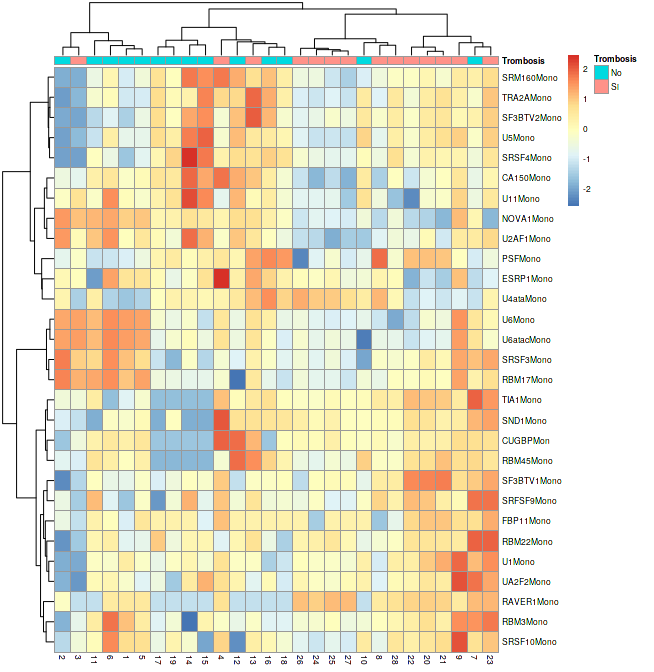 Trombosis
SRM160Mono
TRA2AMono
SF3BTV2Mono
U5Mono
SRSF4Mono
CA150Mono
U11Mono
NOVA1Mono
U2AF1Mono
PSFMono
ESRP1Mono
U4ataMono
U6Mono
U6atacMono
SRSF3Mono
RBM17Mono
TIA1Mono
SND1Mono
CUGBPMon
RBM45Mono
SF3BTV1Mono
SRFSF9Mono
FBP11Mono
RBM22Mono
U1Mono
UA2F2Mono
RAVER1Mono
RBM3Mono
SRSF10Mono
2 3 11 6 1 5 17 19 14 15 4 12 13 16 18 26 24 25 27 10 8 28 22 20 21 9 7 23
2
1
0
-1
-2
Trombosis
No
SI